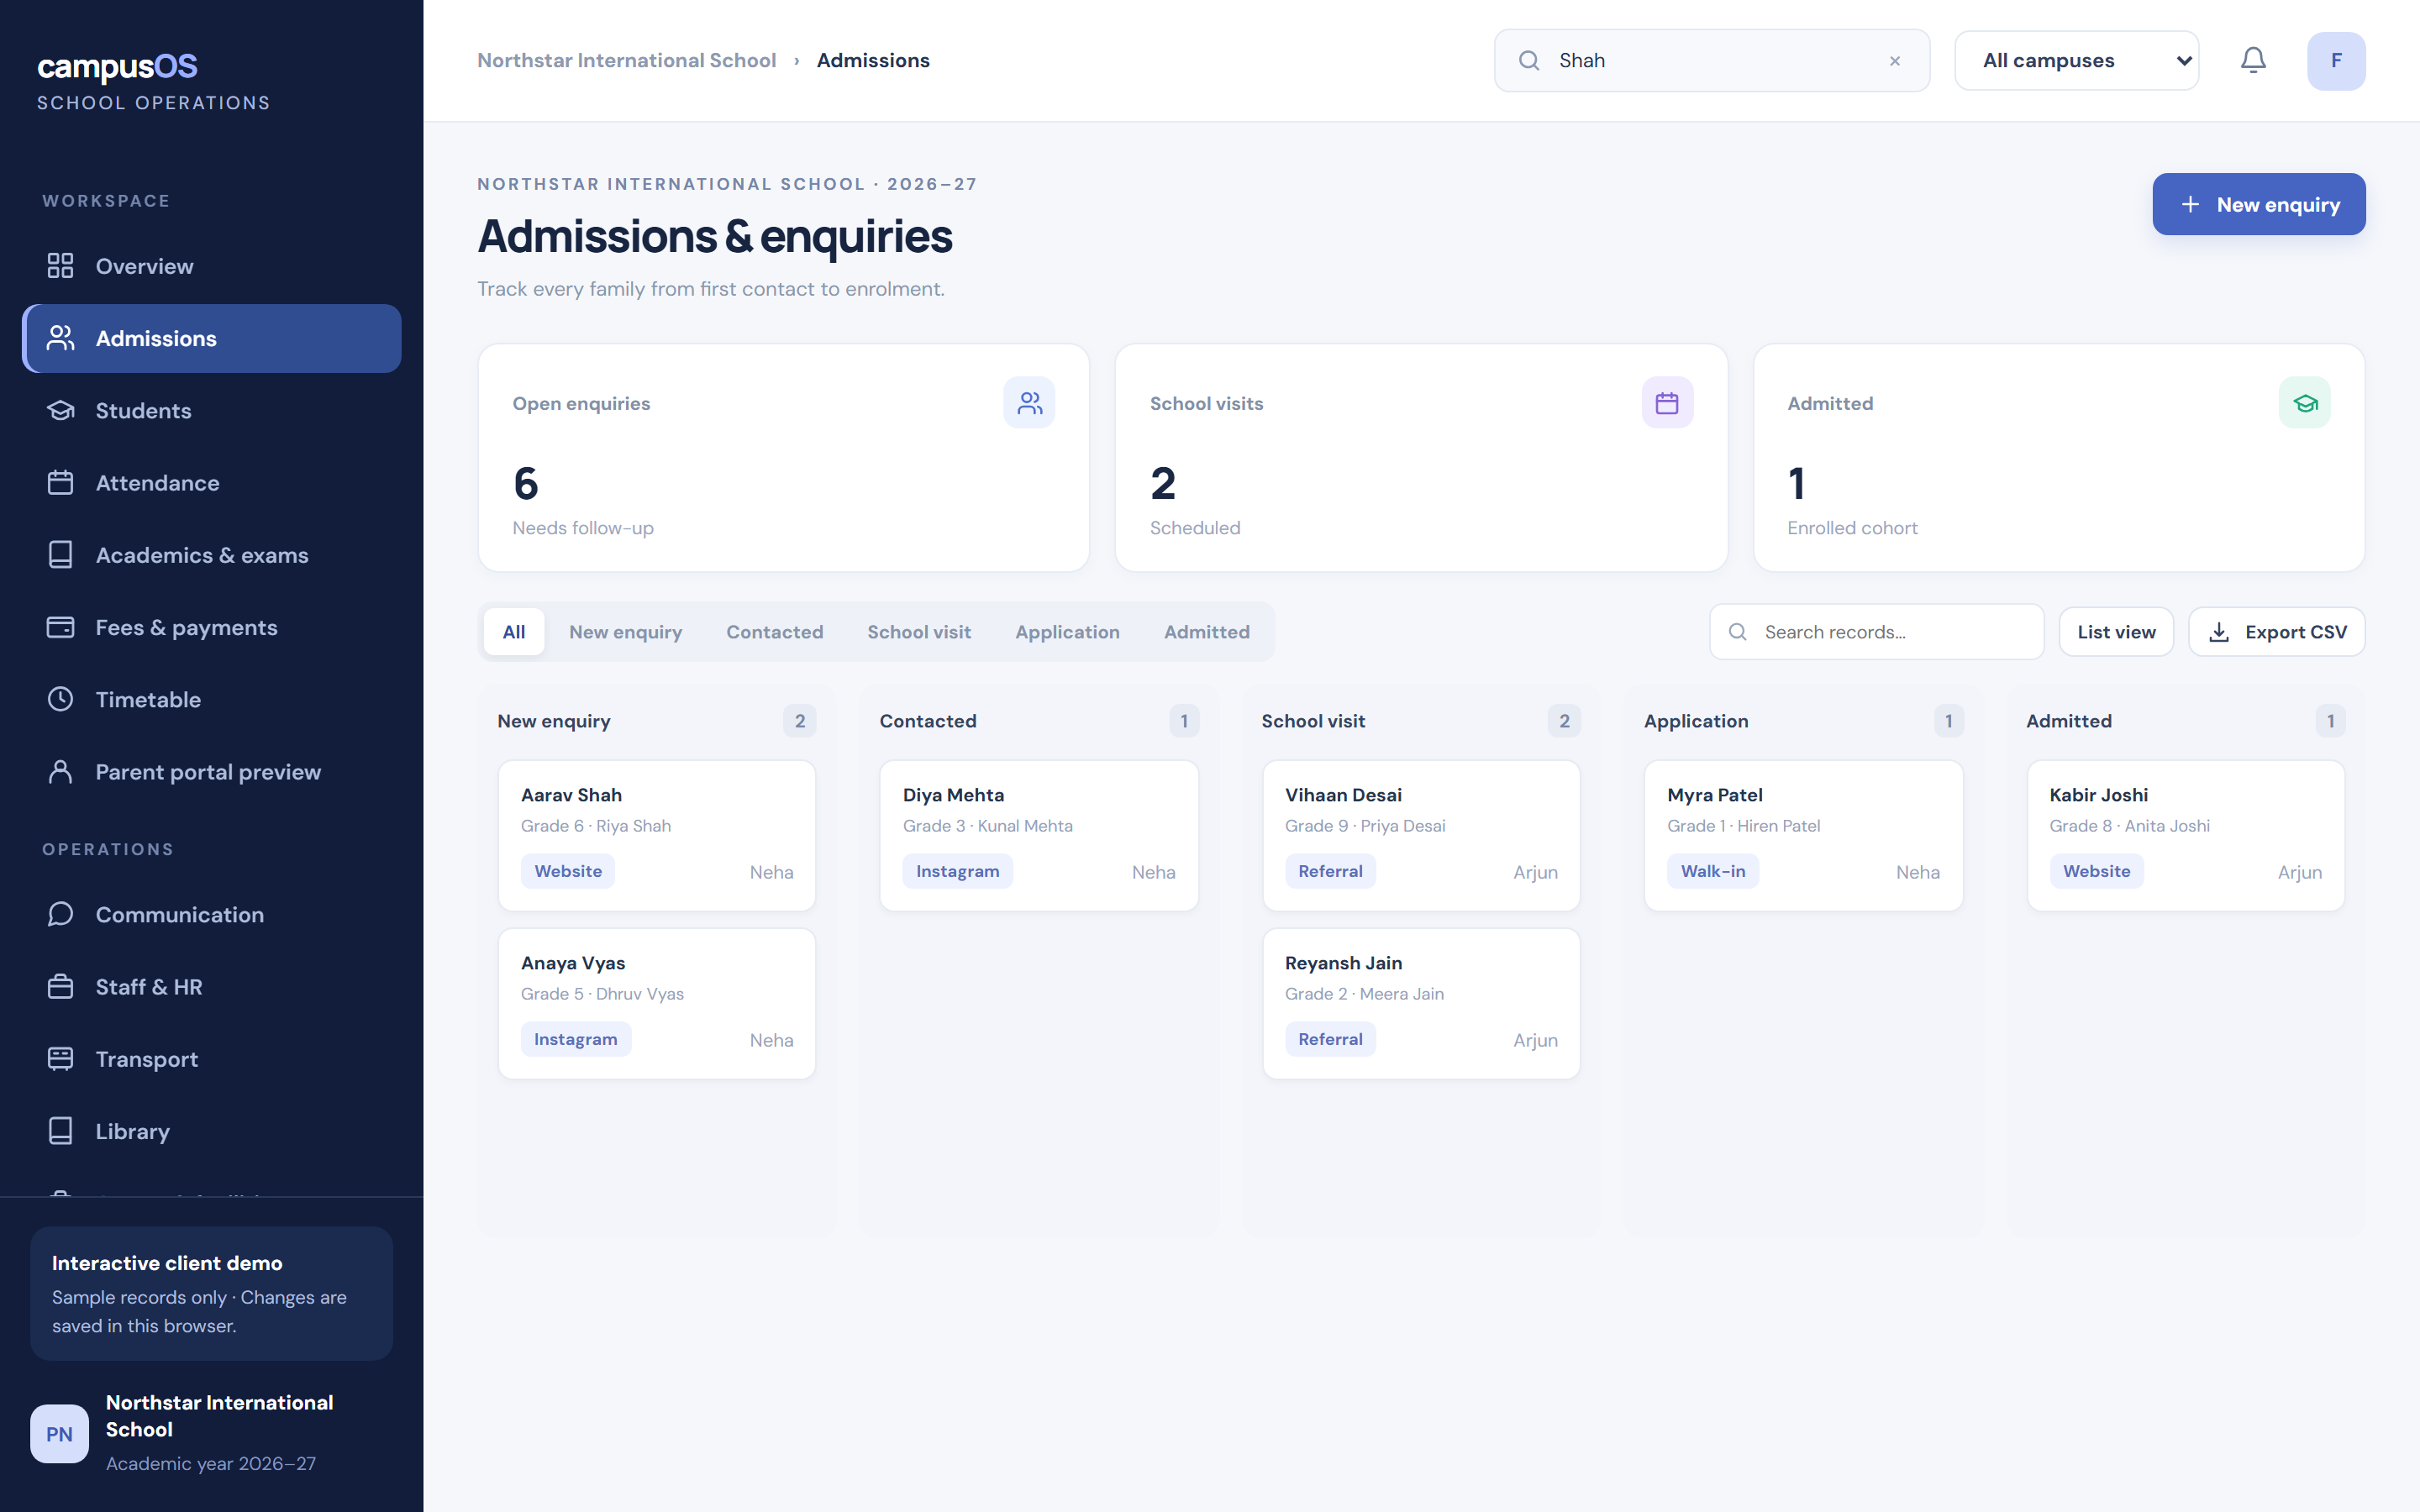 campusOS
SCHOOL OPERATIONS
WORKSPACE
Overview
Admissions
Students
Attendance
Academics & exams
Fees & payments
Timetable
Parent portal preview
OPERATIONS
Communication
Staff & HR
Transport
Library
Interactive client demo
Sample records only · Changes are
saved in this browser.
PN
Northstar International
School
Academic year 2026–27
Northstar International School › Admissions
Shah ×
All campuses
F
NORTHSTAR INTERNATIONAL SCHOOL · 2026–27
Admissions & enquiries
Track every family from first contact to enrolment.
+ New enquiry
Open enquiries
6
Needs follow-up
School visits
2
Scheduled
Admitted
1
Enrolled cohort
All New enquiry Contacted School visit Application Admitted
Search records...
List view
Export CSV
New enquiry 2
Aarav Shah
Grade 6 · Riya Shah
Website Neha
Anaya Vyas
Grade 5 · Dhruv Vyas
Instagram Neha
Contacted 1
Diya Mehta
Grade 3 · Kunal Mehta
Instagram Neha
School visit 2
Vihaan Desai
Grade 9 · Priya Desai
Referral Arjun
Reyansh Jain
Grade 2 · Meera Jain
Referral Arjun
Application 1
Myra Patel
Grade 1 · Hiren Patel
Walk-in Neha
Admitted 1
Kabir Joshi
Grade 8 · Anita Joshi
Website Arjun